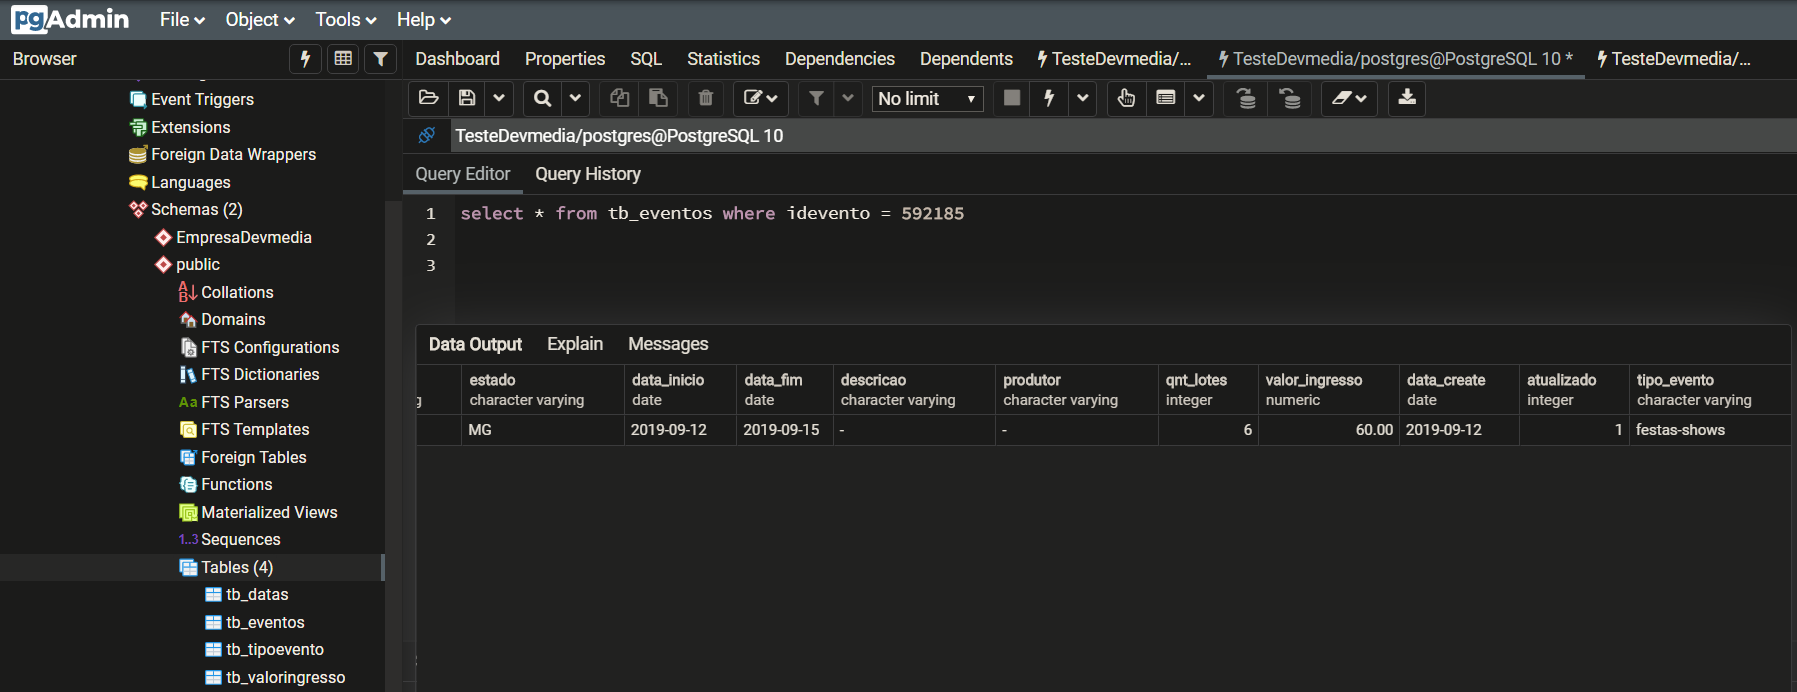 pgAdmin File Object Tools Help
Browser
Dashboard Properties SQL Statistics Dependencies Dependents TesteDevmedia/... TesteDevmedia/postgres@PostgreSQL 10 * TesteDevmedia/...
No limit
TesteDevmedia/postgres@PostgreSQL 10
Query Editor Query History
1 select * from tb_eventos where idevento = 592185
2
3
Event Triggers
Extensions
Foreign Data Wrappers
Languages
Schemas (2)
EmpresaDevmedia
public
Collations
Domains
FTS Configurations
FTS Dictionaries
Aa FTS Parsers
FTS Templates
Foreign Tables
Functions
Materialized Views
1..3 Sequences
Tables (4)
tb_datas
tb_eventos
tb_tipoevento
tb_valoringresso
Data Output Explain Messages
estado data_inicio data_fim descricao produtor qnt_lotes valor_ingresso data_create atualizado tipo_evento
g character varying date date character varying character varying integer numeric date integer character varying
MG 2019-09-12 2019-09-15 - - 6 60.00 2019-09-12 1 festas-shows